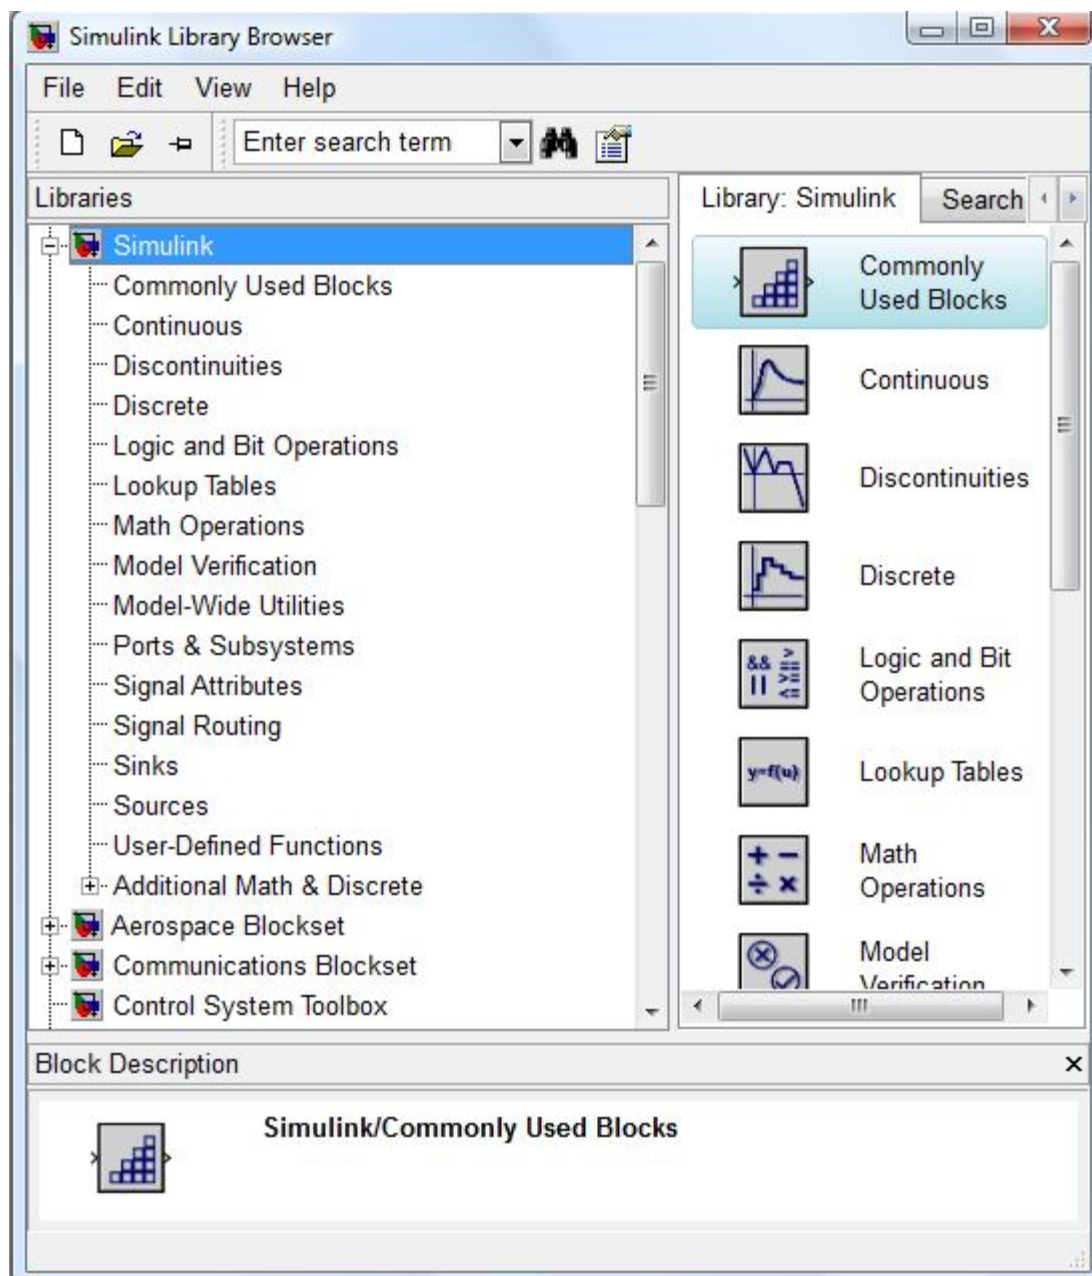 Simulink Library Browser
File Edit View Help
Enter search term
Libraries
Simulink
Commonly Used Blocks
Continuous
Discontinuities
Discrete
Logic and Bit Operations
Lookup Tables
Math Operations
Model Verification
Model-Wide Utilities
Ports & Subsystems
Signal Attributes
Signal Routing
Sinks
Sources
User-Defined Functions
Additional Math & Discrete
Aerospace Blockset
Communications Blockset
Control System Toolbox
Library: Simulink Search
Commonly
Used Blocks
Continuous
Discontinuities
Discrete
&& >
==
|| >=
<=
Logic and Bit
Operations
y=f(u)
Lookup Tables
+ −
÷ ×
Math
Operations
Model
Verification
Block Description
Simulink/Commonly Used Blocks